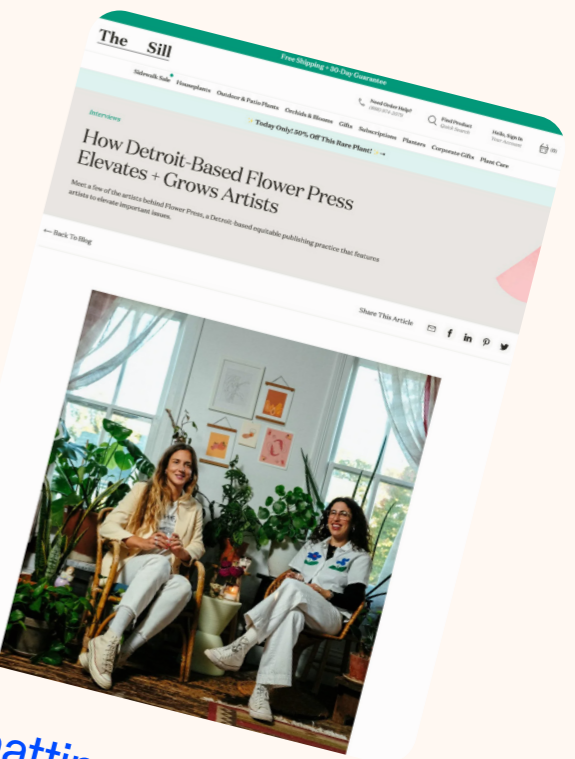 Free Shipping + 30-Day Guarantee
The Sill
Need Order Help?
Find Product
Quick Search
Hello, Sign In
Your Account
Sidewalk Sale Houseplants Outdoor & Patio Plants Orchids & Blooms Gifts Subscriptions Planters Corporate Gifts Plant Care
Today Only! 50% Off This Rare Plant! →
Interviews
How Detroit-Based Flower Press
Elevates + Grows Artists
Meet a few of the artists behind Flower Press, a Detroit-based equitable publishing practice that features
artists to elevate important issues.
← Back To Blog
Share This Article